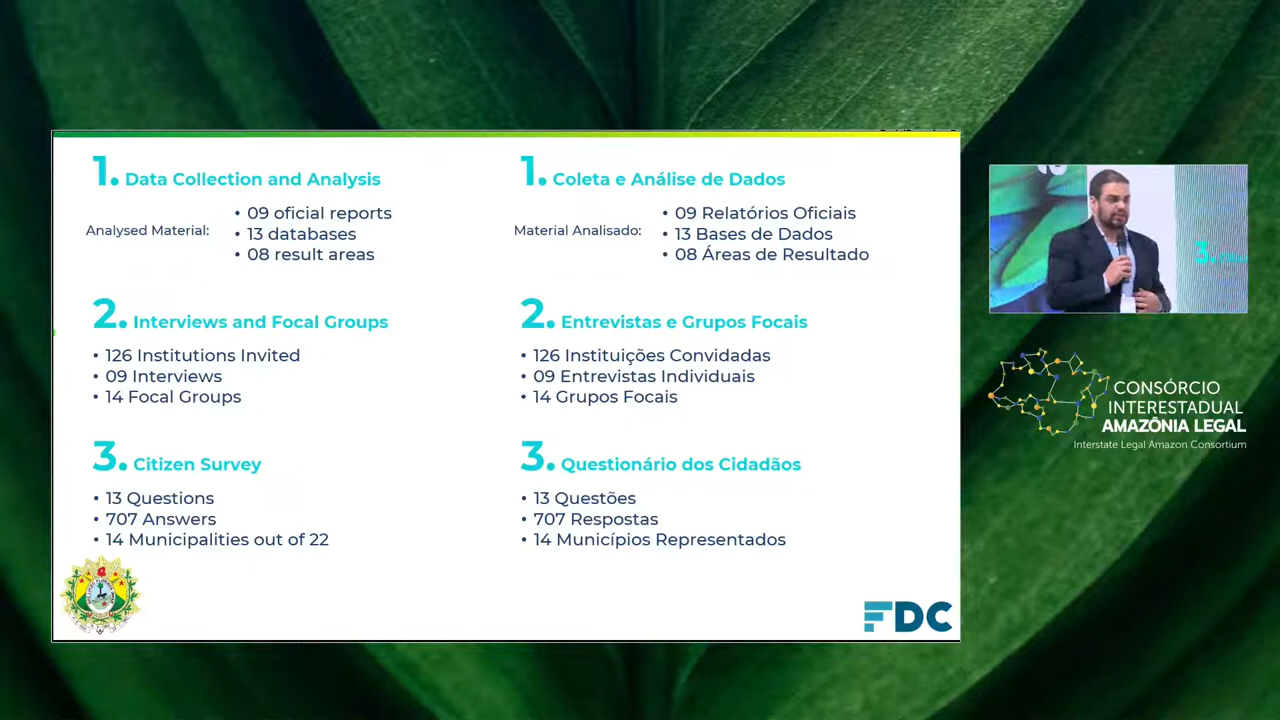 1. Data Collection and Analysis
Analysed Material:
• 09 oficial reports
• 13 databases
• 08 result areas
2. Interviews and Focal Groups
• 126 Institutions Invited
• 09 Interviews
• 14 Focal Groups
3. Citizen Survey
• 13 Questions
• 707 Answers
• 14 Municipalities out of 22
1. Coleta e Análise de Dados
Material Analisado:
• 09 Relatórios Oficiais
• 13 Bases de Dados
• 08 Áreas de Resultado
2. Entrevistas e Grupos Focais
• 126 Instituições Convidadas
• 09 Entrevistas Individuais
• 14 Grupos Focais
3. Questionário dos Cidadãos
• 13 Questões
• 707 Respostas
• 14 Municípios Representados
FDC
3.
CONSÓRCIO
INTERESTADUAL
AMAZÔNIA LEGAL
Interstate Legal Amazon Consortium